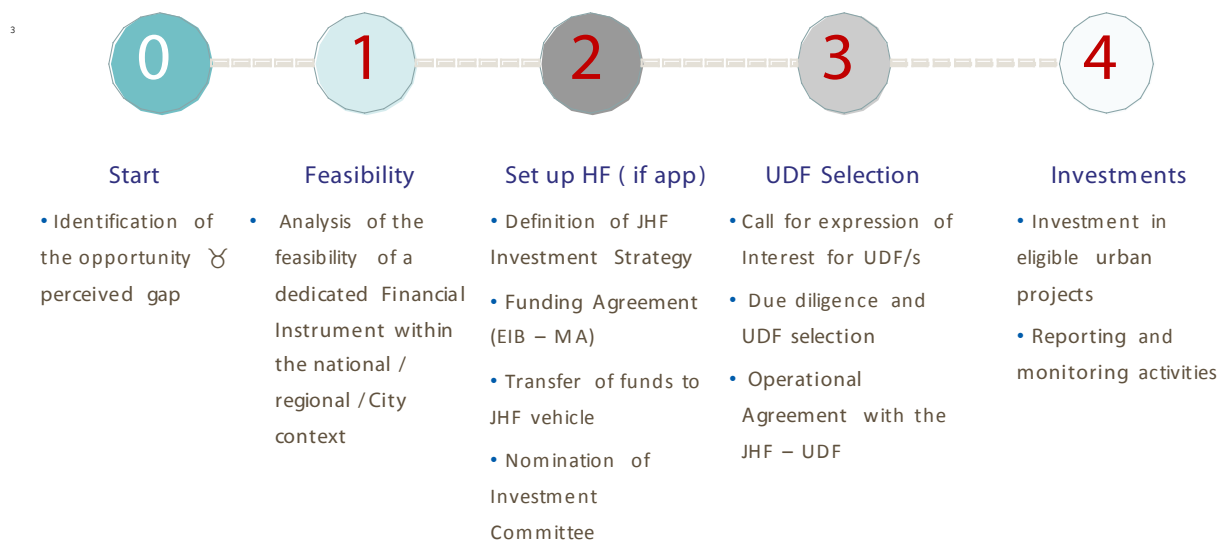 3
0
1
2
3
4
Start
• Identification of
the opportunity ♉
perceived gap
Feasibility
• Analysis of the
feasibility of a
dedicated Financial
Instrument within
the national /
regional / City
context
Set up HF ( if app)
• Definition of JHF
Investment Strategy
• Funding Agreement
(EIB – MA)
• Transfer of funds to
JHF vehicle
• Nomination of
Investment
Committee
UDF Selection
• Call for expression of
Interest for UDF/s
• Due diligence and
UDF selection
• Operational
Agreement with the
JHF – UDF
Investments
• Investment in
eligible urban
projects
• Reporting and
monitoring activities